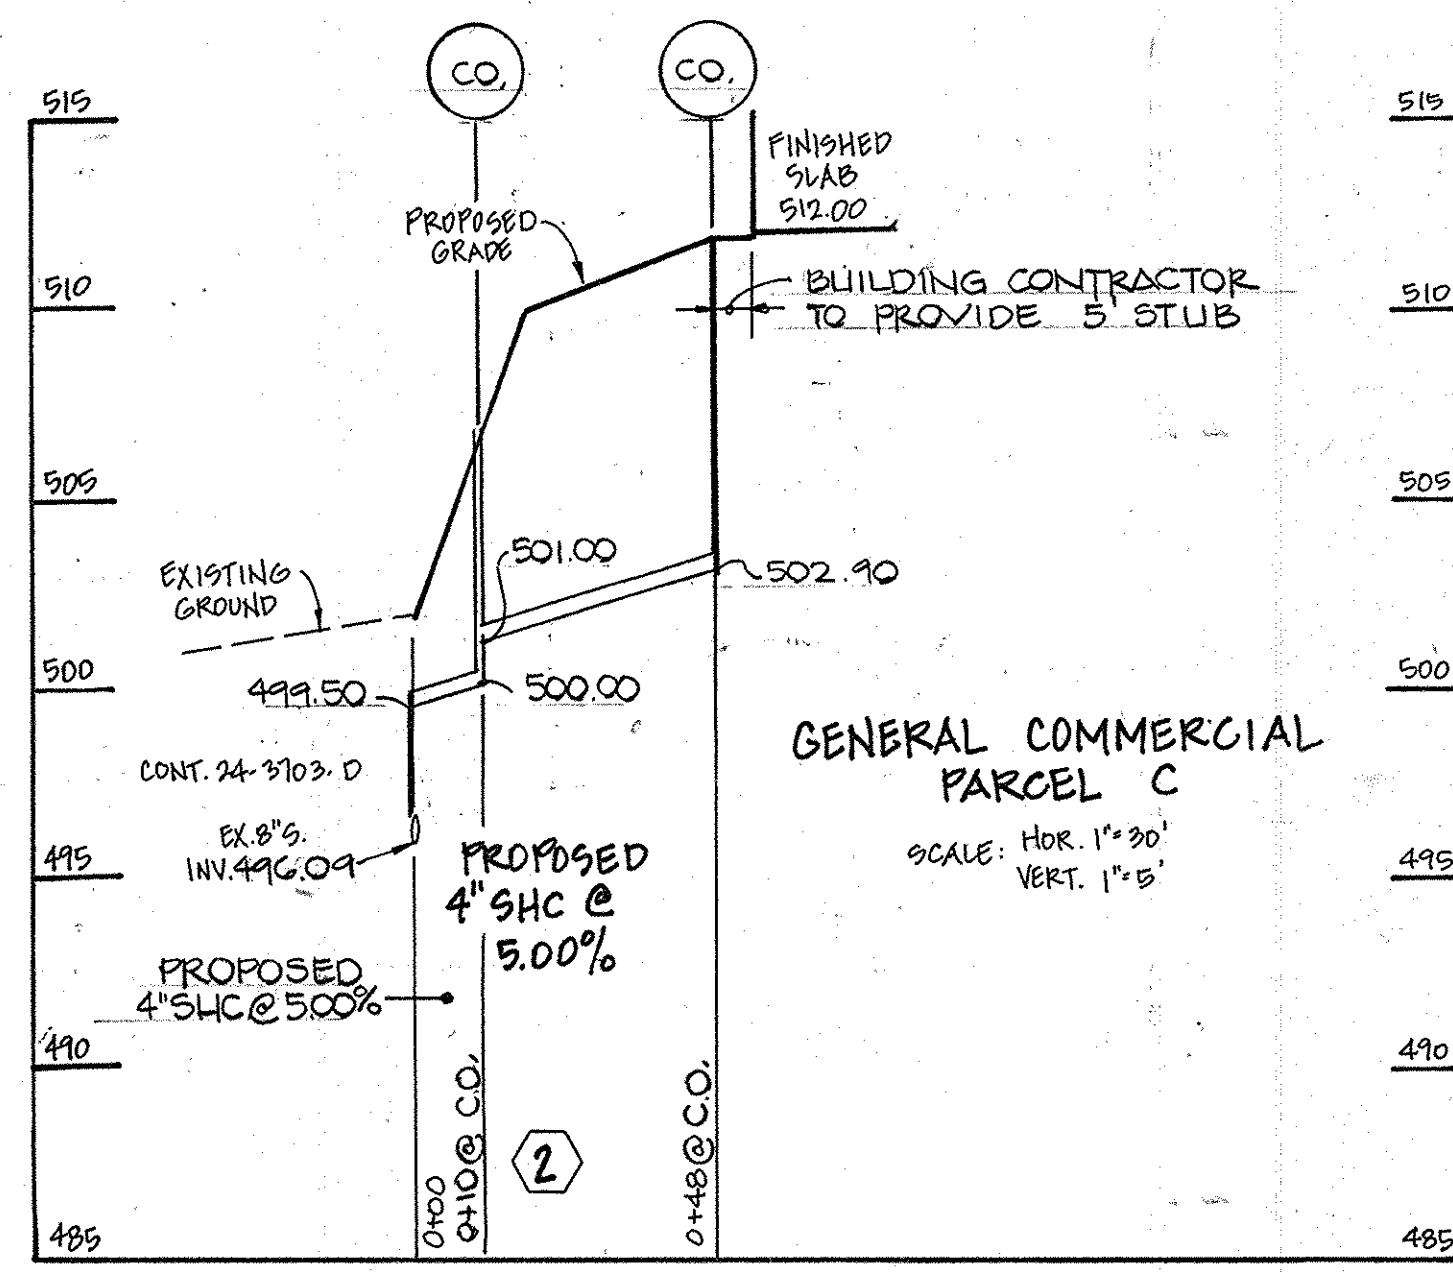 CO.
CO.
515
515
FINISHED
SLAB
512.00
PROPOSED
GRADE
510
BUILDING CONTRACTOR
TO PROVIDE 5' STUB
510
505
505
501.00
EXISTING
GROUND
502.90
500
499.50
500.00
500
GENERAL COMMERCIAL
PARCEL C
CONT. 24-3703-D
SCALE: HOR. 1"=30'
VERT. 1"=5'
EX. 8"S.
INV. 496.09
495
495
PROPOSED
4" SHC @
5.00%
PROPOSED
4" SHC @ 5.00%
490
490
0+00
0+10 @ C.O.
2
0+48 @ C.O.
485
485